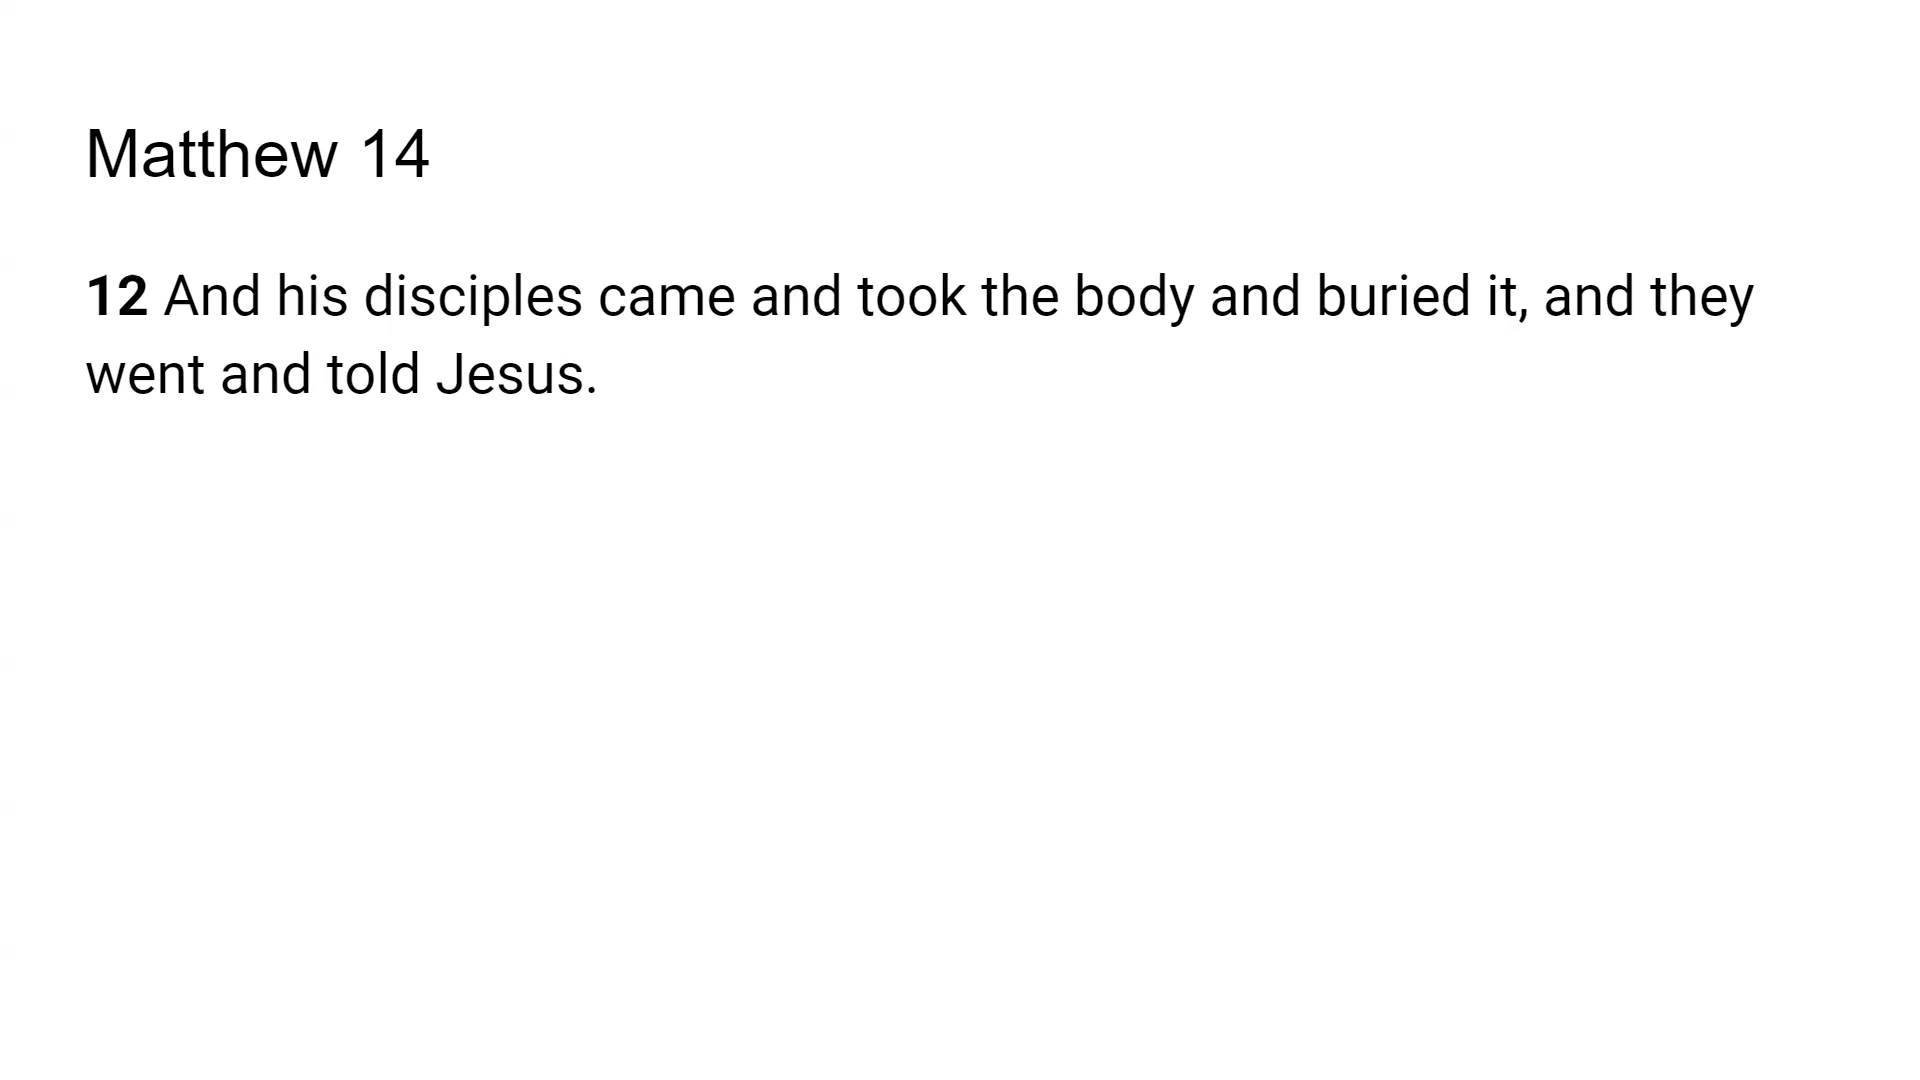 Matthew 14
12 And his disciples came and took the body and buried it, and they
went and told Jesus.